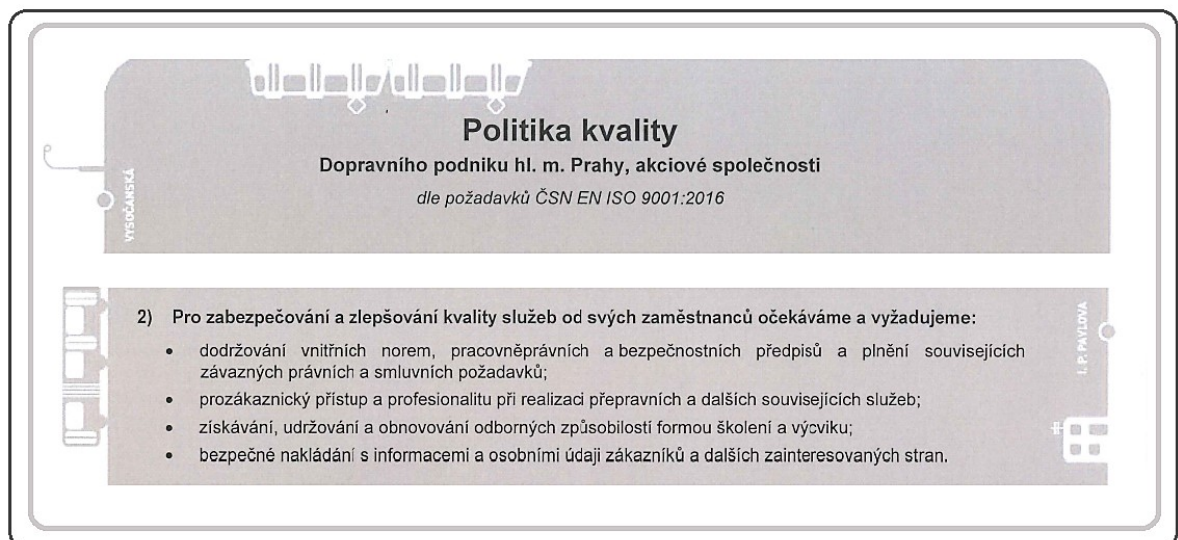 Politika kvality
Dopravního podniku hl. m. Prahy, akciové společnosti
dle požadavků ČSN EN ISO 9001:2016
VYSOČANSKÁ
2) Pro zabezpečování a zlepšování kvality služeb od svých zaměstnanců očekáváme a vyžadujeme:
• dodržování vnitřních norem, pracovněprávních a bezpečnostních předpisů a plnění souvisejících
závazných právních a smluvních požadavků;
• prozákaznický přístup a profesionalitu při realizaci přepravních a dalších souvisejících služeb;
• získávání, udržování a obnovování odborných způsobilostí formou školení a výcviku;
• bezpečné nakládání s informacemi a osobními údaji zákazníků a dalších zainteresovaných stran.
I. P. PAVLOVA